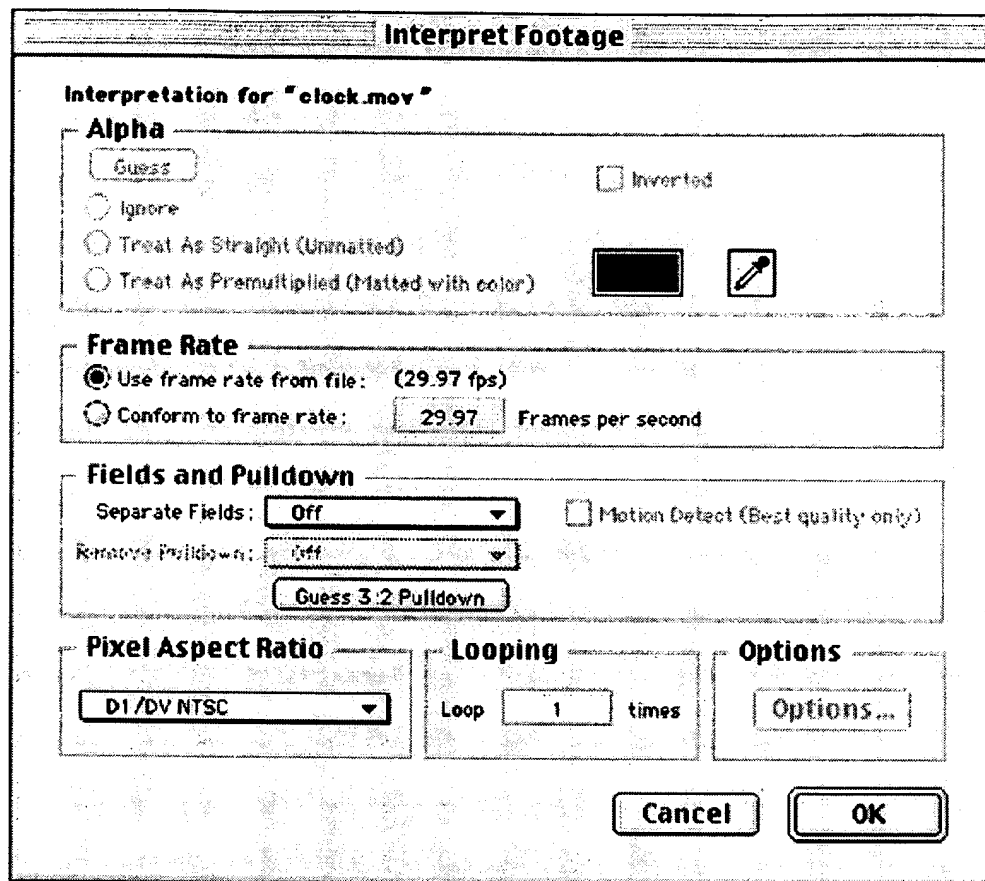 Interpret Footage
Interpretation for "clock.mov"
Alpha
Guess
Inverted
Ignore
Treat As Straight (Unmatted)
Treat As Premultiplied (Matted with color)
Frame Rate
Use frame rate from file: (29.97 fps)
Conform to frame rate: 29.97 Frames per second
Fields and Pulldown
Separate Fields: Off
Motion Detect (Best quality only)
Remove Pulldown: Off
Guess 3:2 Pulldown
Pixel Aspect Ratio
Looping
Options
D1/DV NTSC
Loop 1 times
Options...
Cancel
OK